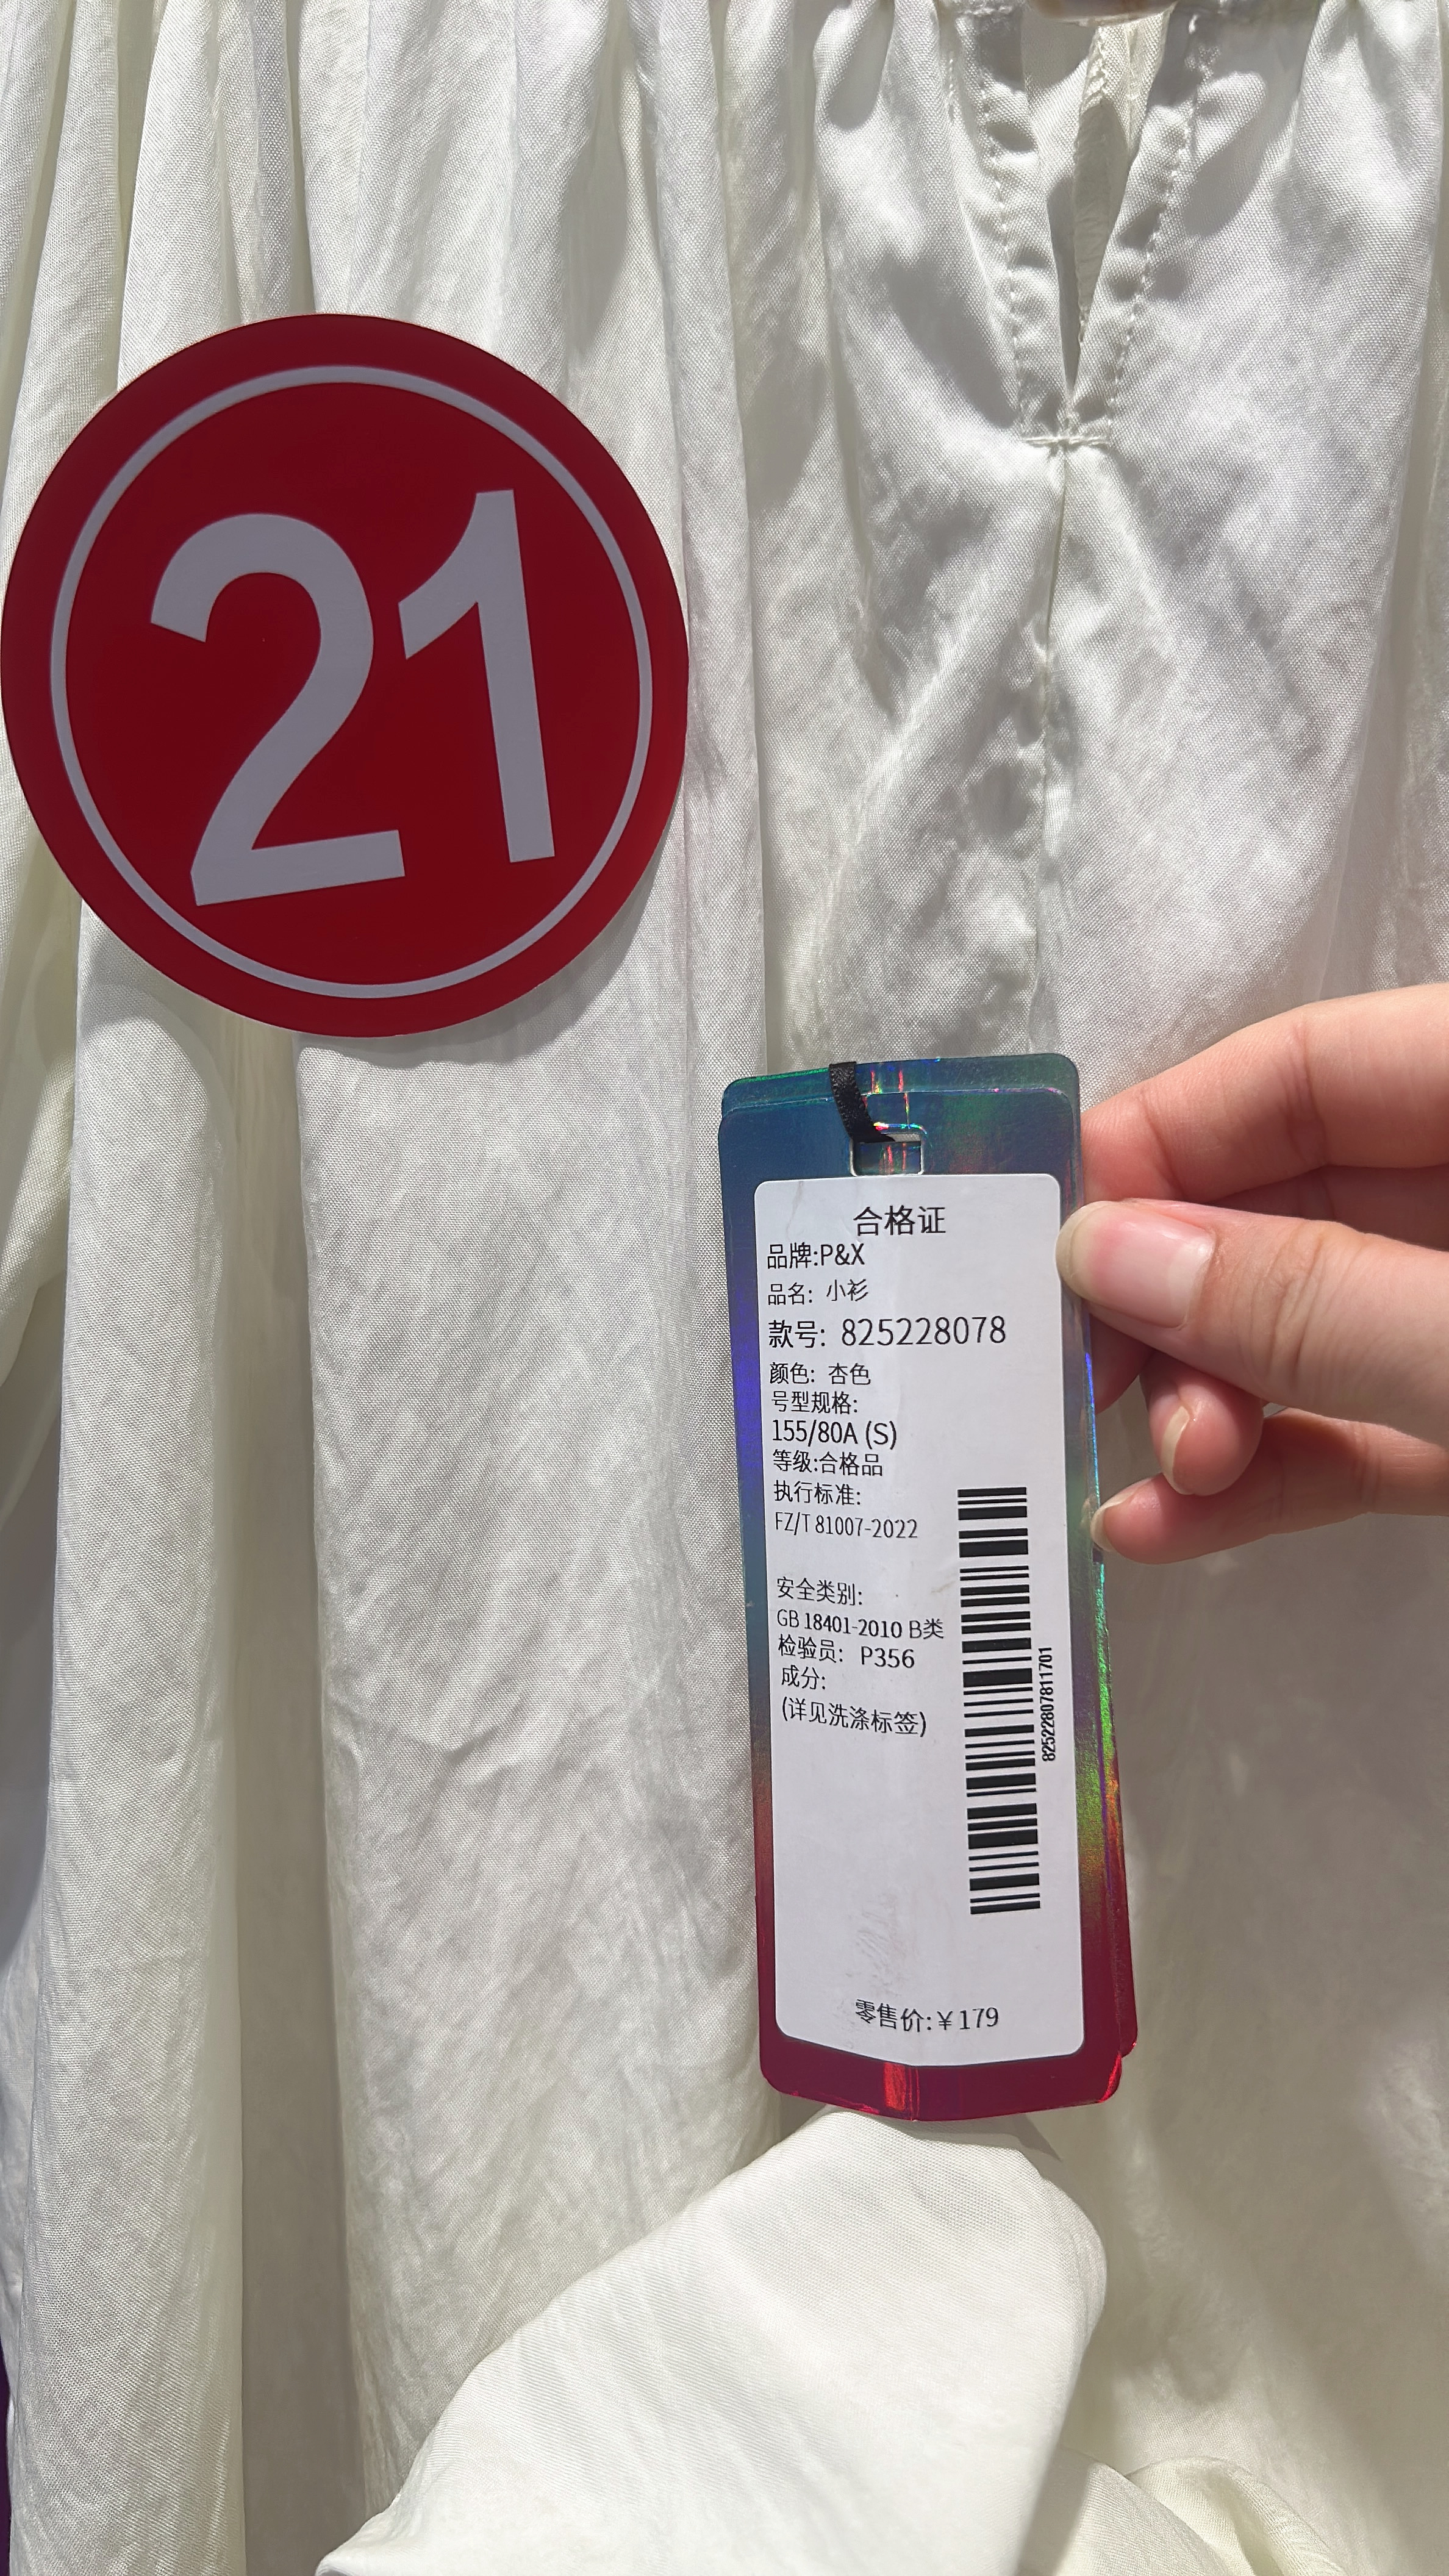 21
合格证
品牌:P&X
品名: 小衫
款号: 825228078
颜色: 杏色
号型规格:
155/80A (S)
等级:合格品
执行标准:
FZ/T 81007-2022
安全类别:
GB 18401-2010 B类
检验员: P356
成分:
(详见洗涤标签)
82522807811701
零售价:¥179